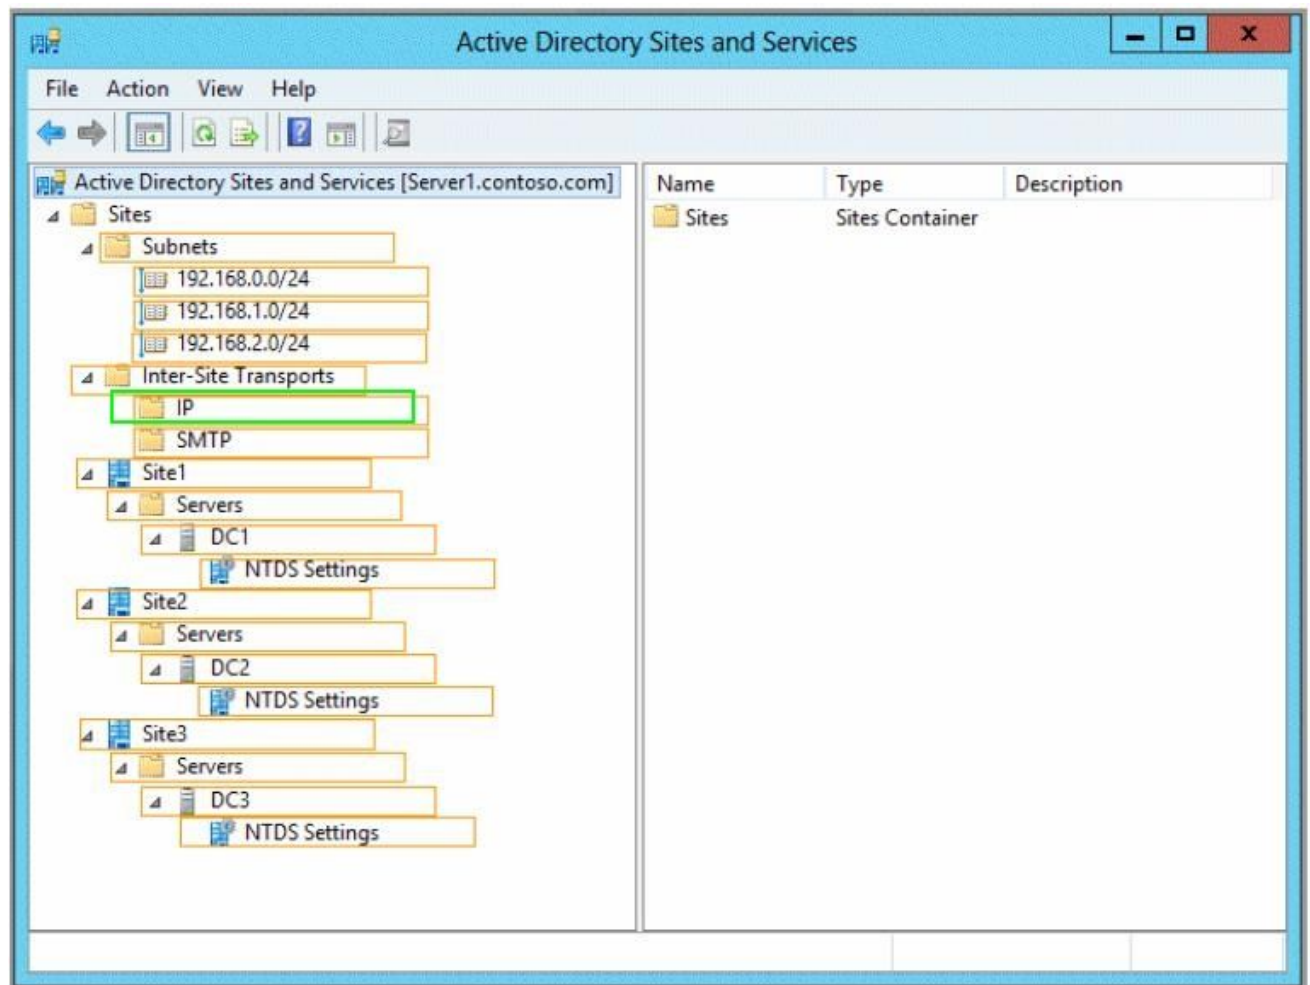 Active Directory Sites and Services
x
File Action View Help
?
Active Directory Sites and Services [Server1.contoso.com]
Name Type Description
Sites
Sites Sites Container
Subnets
192.168.0.0/24
192.168.1.0/24
192.168.2.0/24
Inter-Site Transports
IP
SMTP
Site1
Servers
DC1
NTDS Settings
Site2
Servers
DC2
NTDS Settings
Site3
Servers
DC3
NTDS Settings